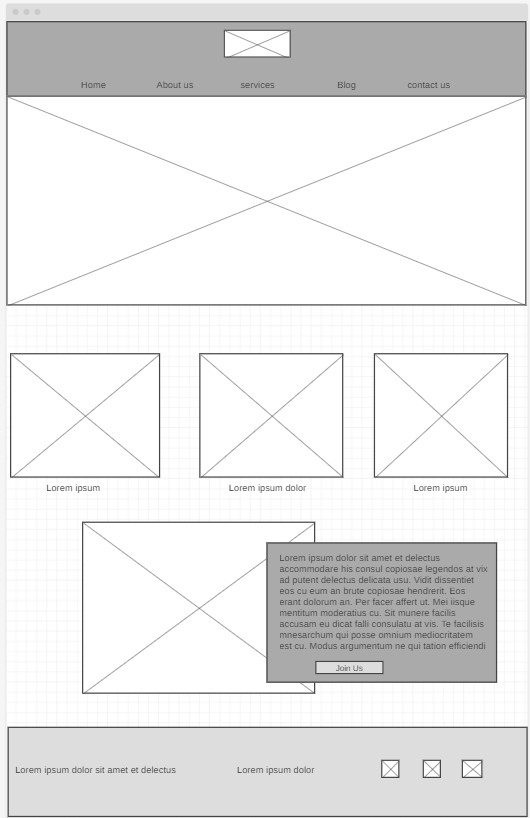 Home About us services Blog contact us
Lorem ipsum Lorem ipsum dolor Lorem ipsum
Lorem ipsum dolor sit amet et delectus
accommodare his consul copiosae legendos at vix
ad putent delectus delicata usu. Vidit dissentiet
eos cu eum an brute copiosae hendrerit. Eos
erant dolorum an. Per facer affert ut. Mei iisque
mentitum moderatius cu. Sit munere facilis
accusam eu dicat falli consulatu at vis. Te facilisis
mnesarchum qui posse omnium mediocritatem
est cu. Modus argumentum ne qui tation efficiendi
Join Us
Lorem ipsum dolor sit amet et delectus Lorem ipsum dolor